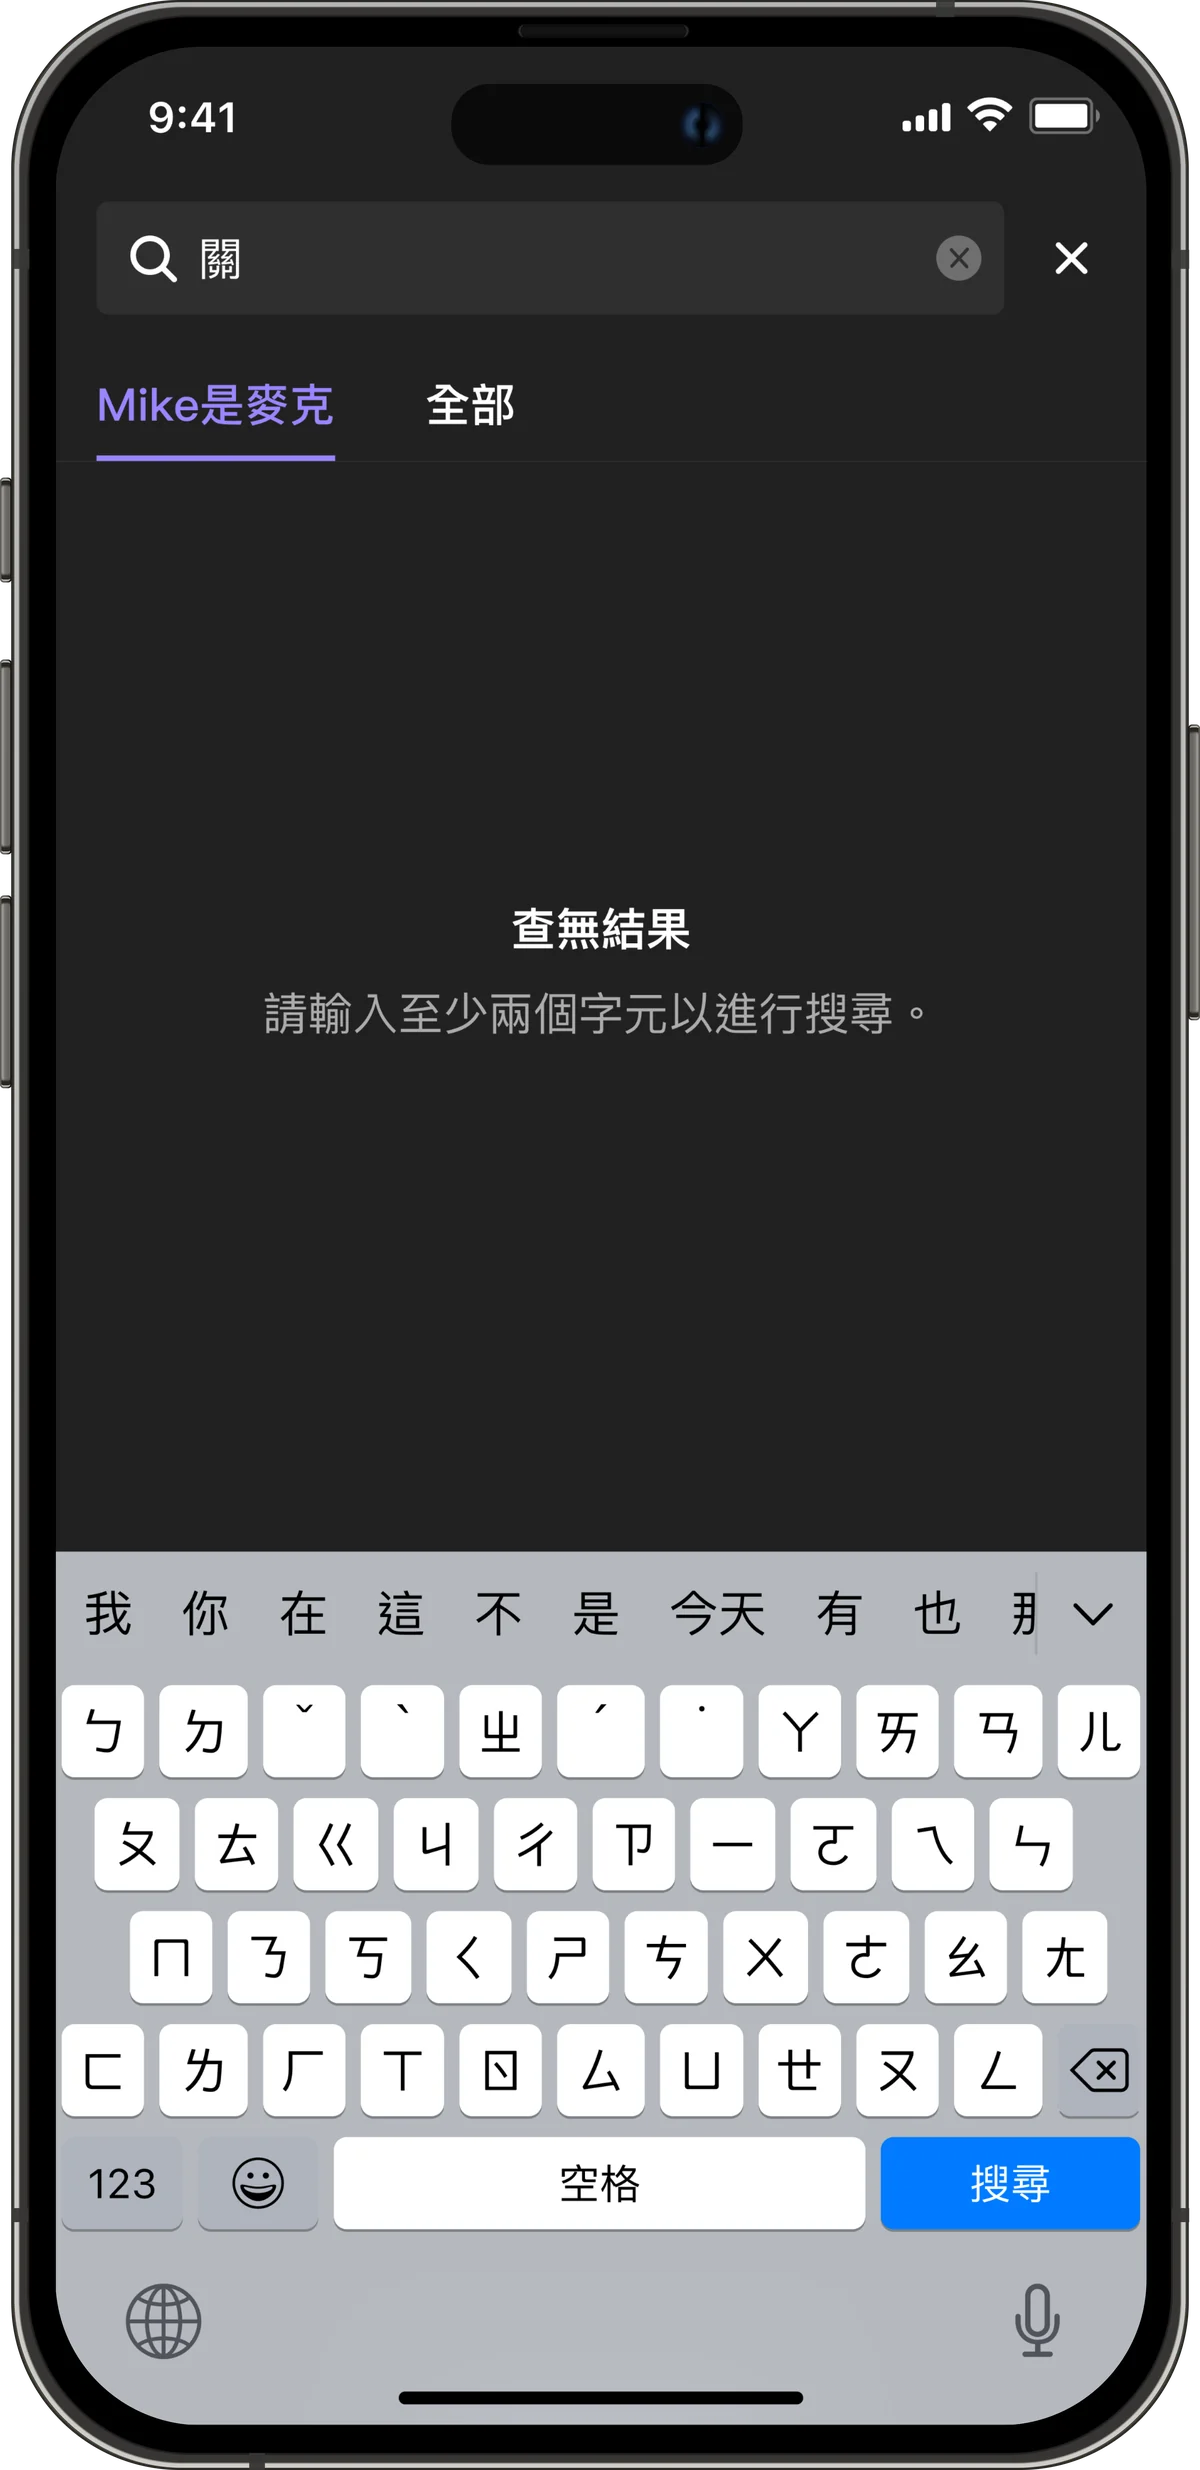 9:41
關
Mike是麥克 全部
查無結果
請輸入至少兩個字元以進行搜尋。
我 你 在 這 不 是 今天 有 也
ㄅ ㄉ ˇ ˋ ㄓ ˊ ˙ ㄚ ㄞ ㄢ ㄦ
ㄆ ㄊ ㄍ ㄐ ㄔ ㄗ ㄧ ㄛ ㄟ ㄣ
ㄇ ㄋ ㄎ ㄑ ㄕ ㄘ ㄨ ㄜ ㄠ ㄤ
ㄈ ㄌ ㄏ ㄒ ㄖ ㄙ ㄩ ㄝ ㄡ ㄥ
123 空格 搜尋